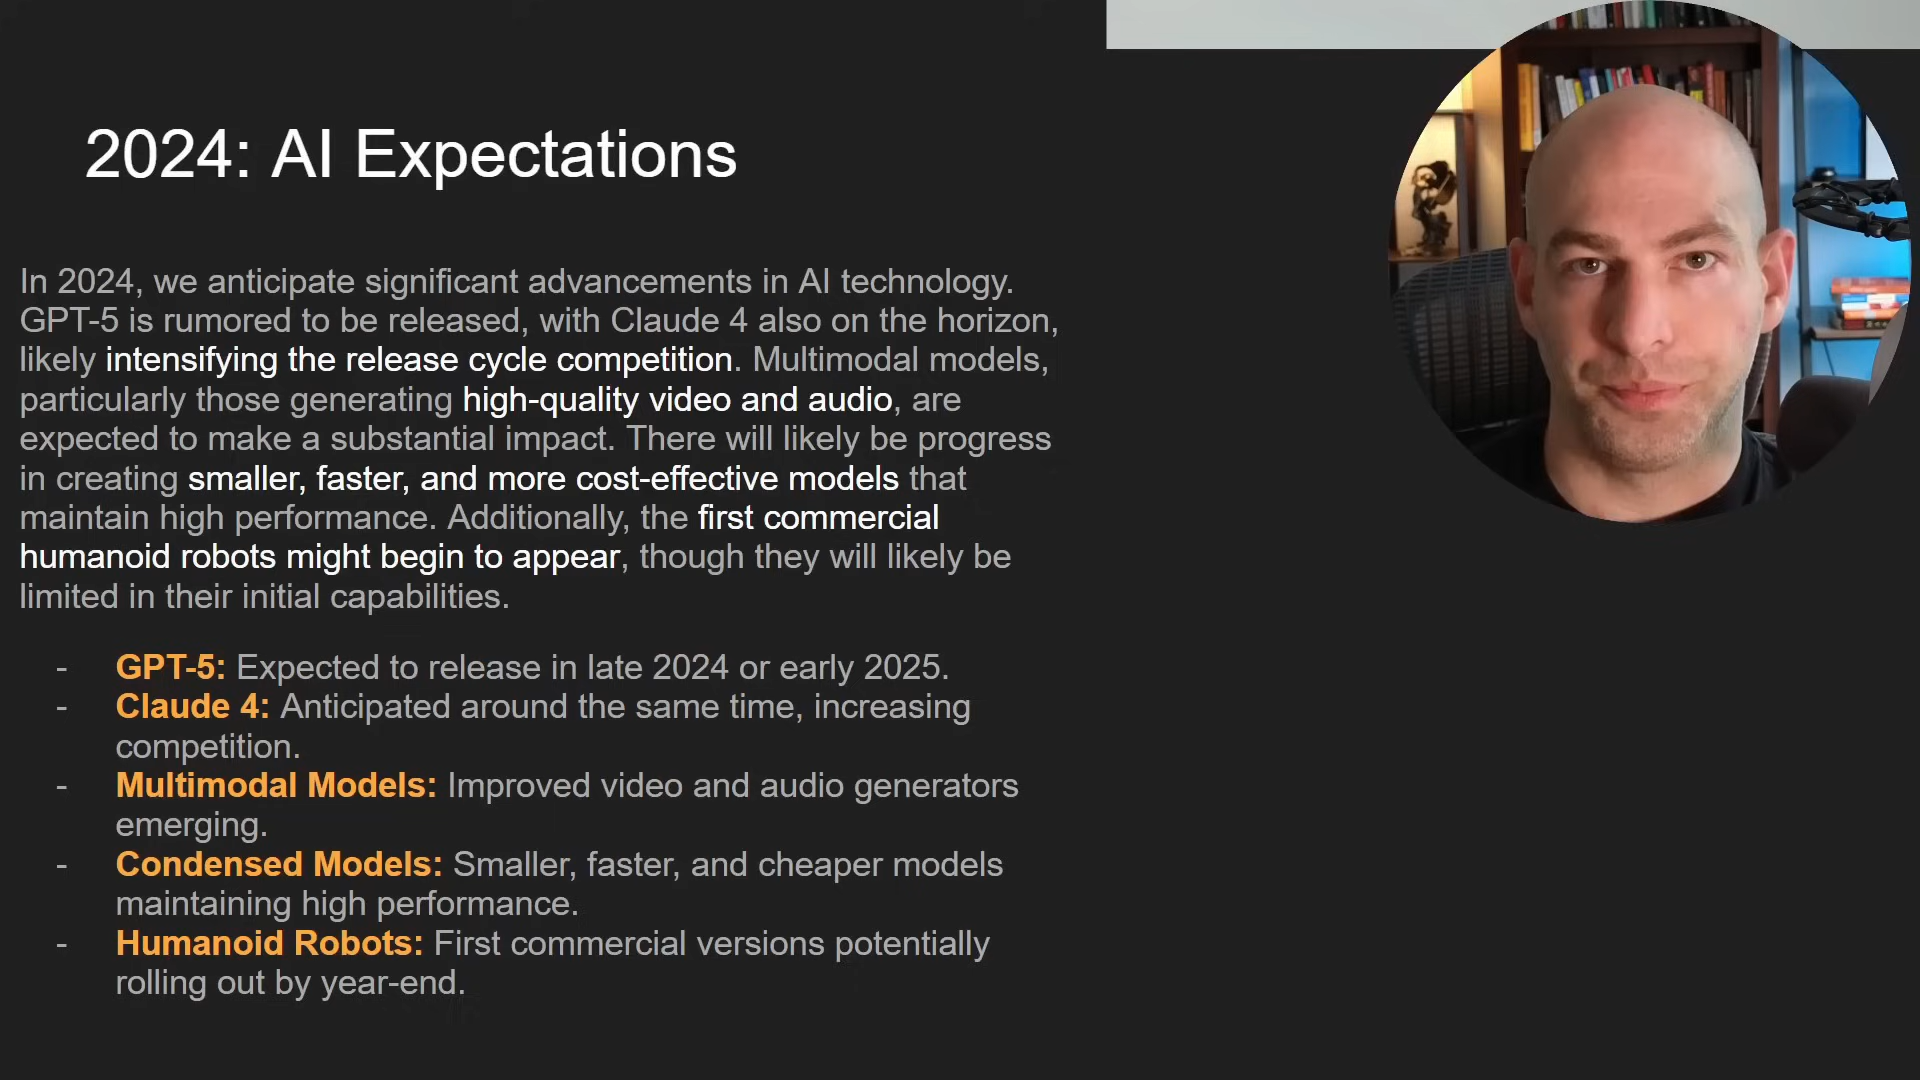 2024: AI Expectations
In 2024, we anticipate significant advancements in AI technology.
GPT-5 is rumored to be released, with Claude 4 also on the horizon,
likely intensifying the release cycle competition. Multimodal models,
particularly those generating high-quality video and audio, are
expected to make a substantial impact. There will likely be progress
in creating smaller, faster, and more cost-effective models that
maintain high performance. Additionally, the first commercial
humanoid robots might begin to appear, though they will likely be
limited in their initial capabilities.
- GPT-5: Expected to release in late 2024 or early 2025.
- Claude 4: Anticipated around the same time, increasing
competition.
- Multimodal Models: Improved video and audio generators
emerging.
- Condensed Models: Smaller, faster, and cheaper models
maintaining high performance.
- Humanoid Robots: First commercial versions potentially
rolling out by year-end.